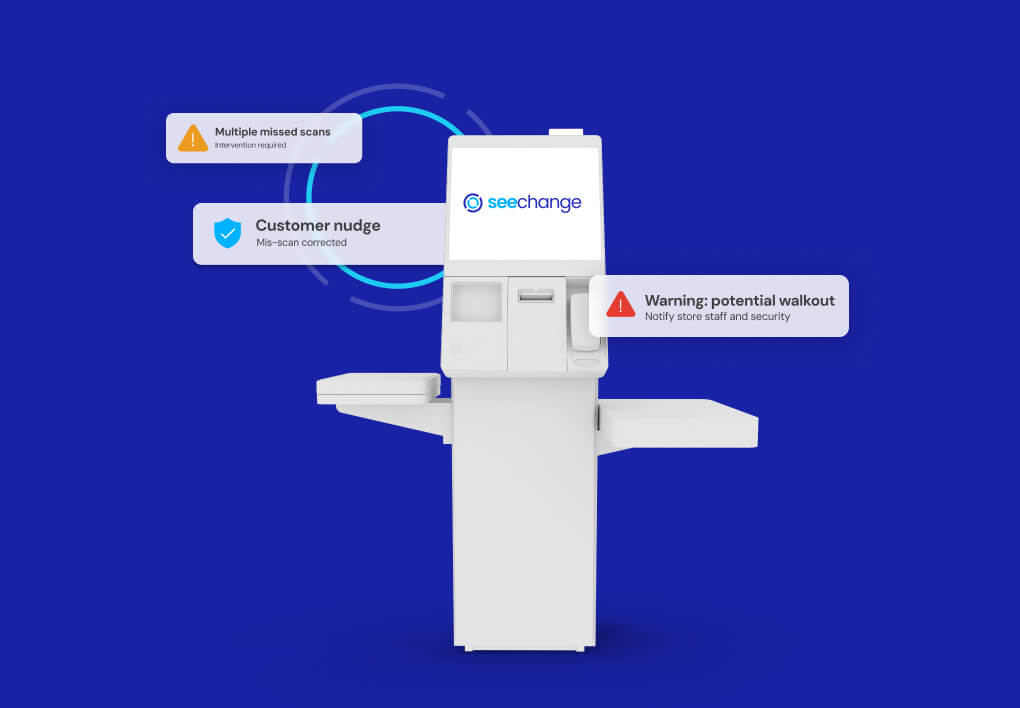 Multiple missed scans
Intervention required
seechange
Customer nudge
Mis-scan corrected
Warning: potential walkout
Notify store staff and security